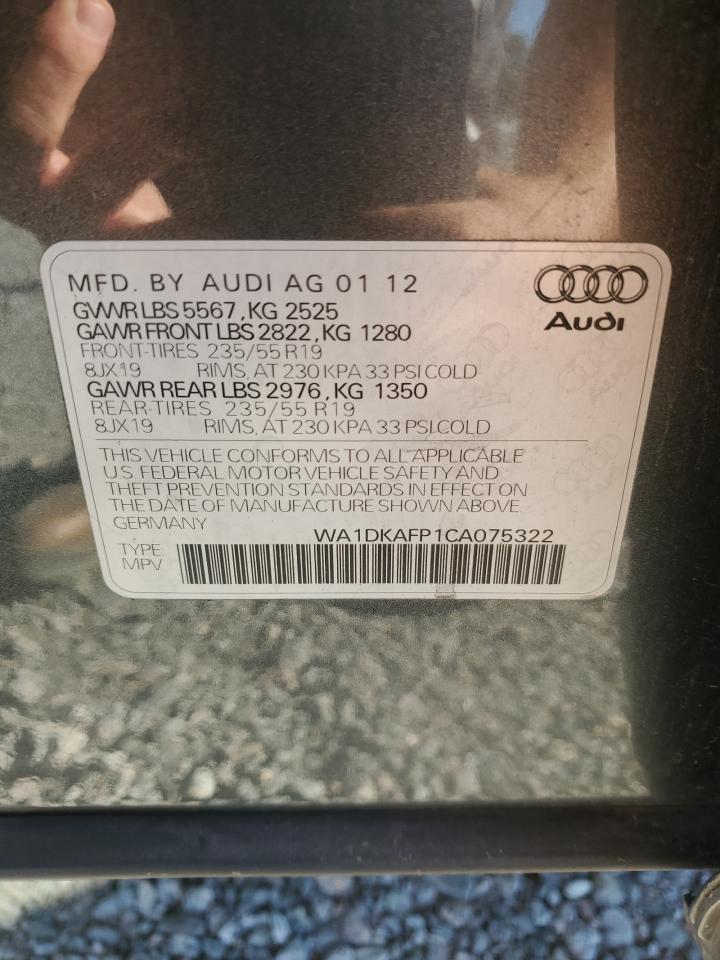 MFD. BY AUDI AG 01 12
GVWR LBS 5567, KG 2525
GAWR FRONT LBS 2822, KG 1280
FRONT-TIRES 235/55 R19
8JX19 RIMS, AT 230 KPA 33 PSI COLD
GAWR REAR LBS 2976, KG 1350
REAR-TIRES 235/55 R19
8JX19 RIMS, AT 230 KPA 33 PSI COLD
Audi
THIS VEHICLE CONFORMS TO ALL APPLICABLE
U.S. FEDERAL MOTOR VEHICLE SAFETY AND
THEFT PREVENTION STANDARDS IN EFFECT ON
THE DATE OF MANUFACTURE SHOWN ABOVE.
GERMANY
WA1DKAFP1CA075322
TYPE
MPV